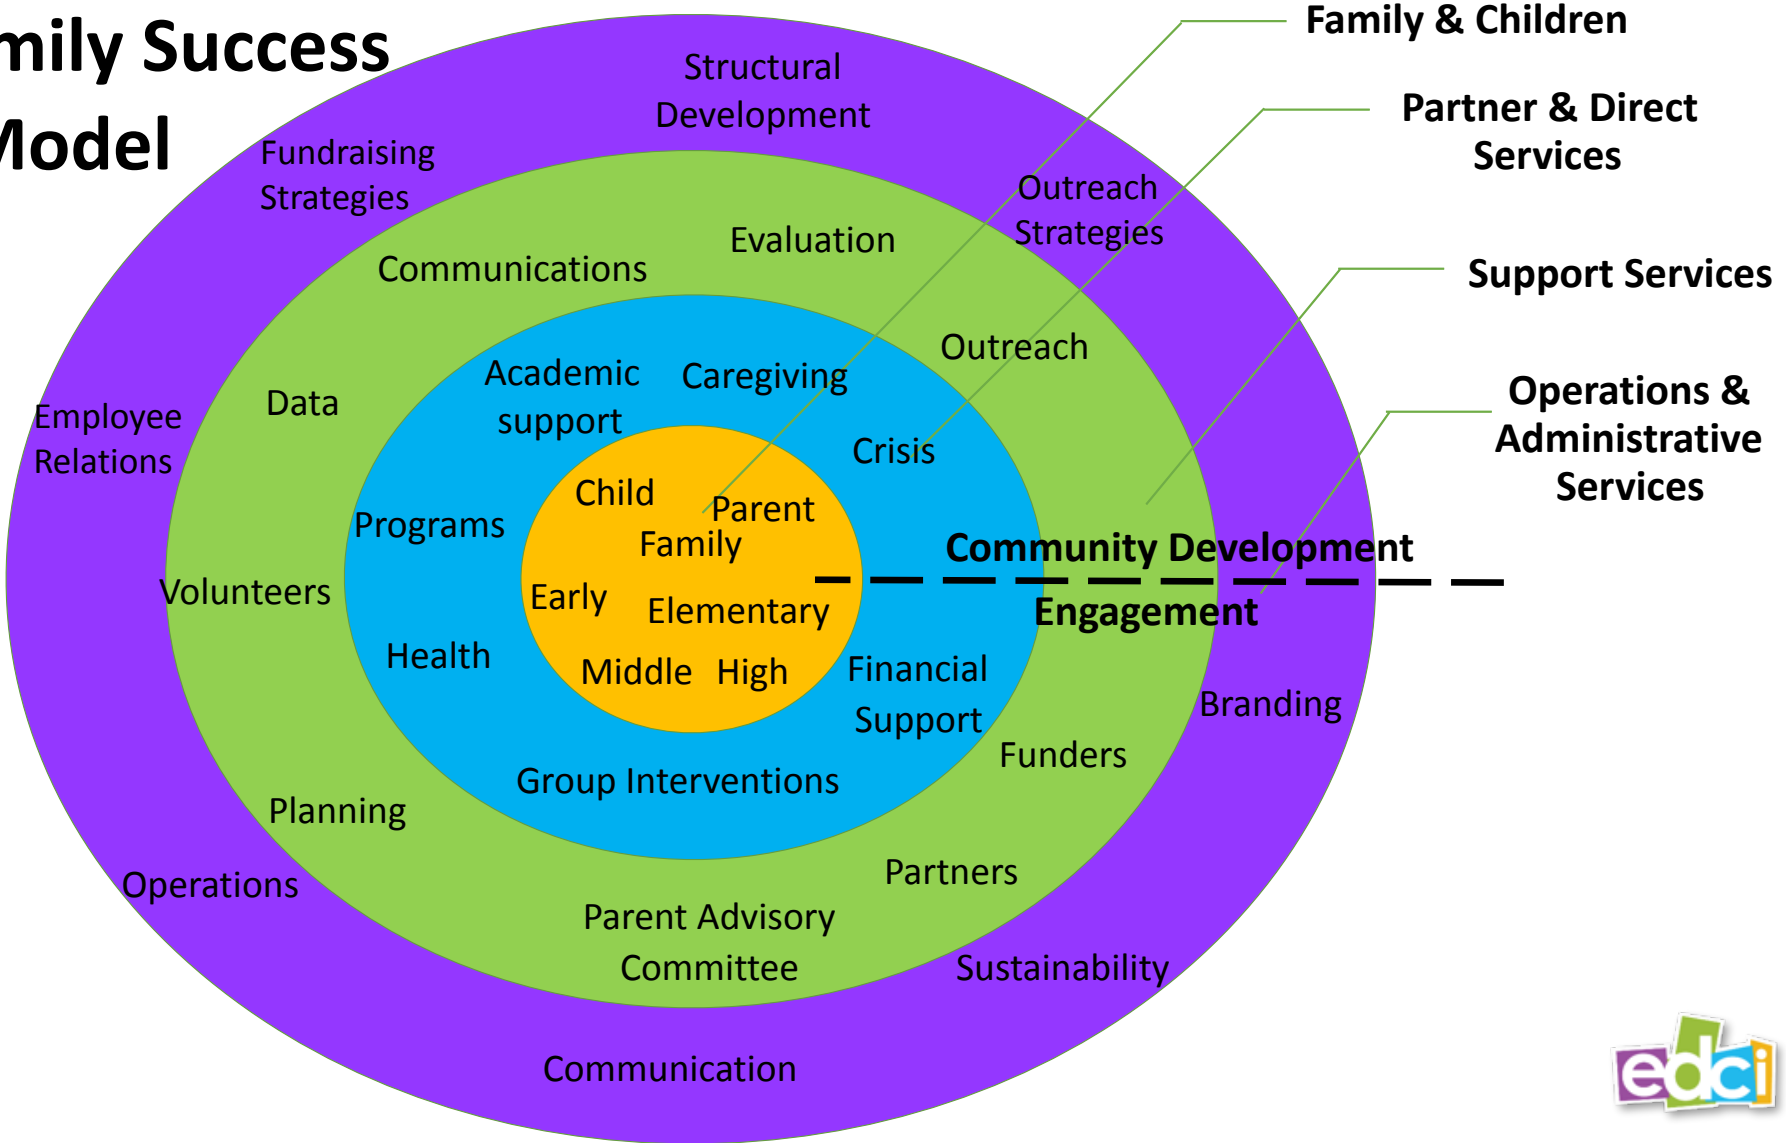 mily Success
Model
Family & Children
Partner & Direct
Services
Support Services
Operations &
Administrative
Services
Structural
Development
Fundraising
Strategies
Outreach
Strategies
Employee
Relations
Operations
Communication
Sustainability
Branding
Evaluation
Communications
Outreach
Data
Volunteers
Planning
Parent Advisory
Committee
Partners
Funders
Academic
support
Caregiving
Crisis
Programs
Health
Group Interventions
Financial
Support
Child
Parent
Family
Early
Elementary
Middle High
Community Development
Engagement
edci